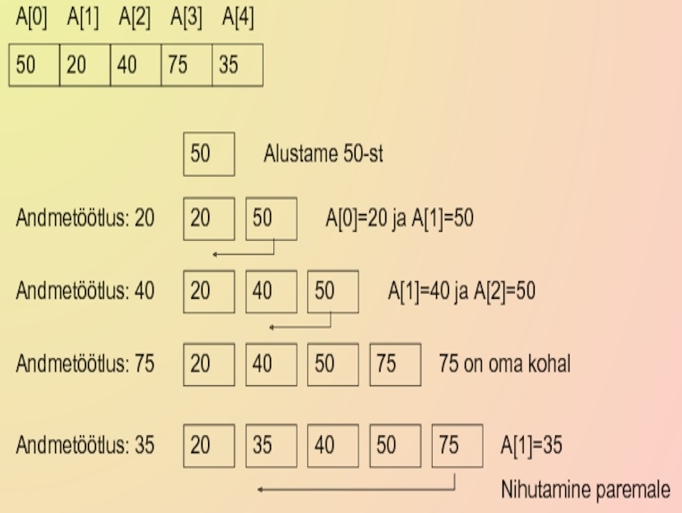 A[0] A[1] A[2] A[3] A[4]
50 20 40 75 35
50 Alustame 50-st
Andmetöötlus: 20 20 50 A[0]=20 ja A[1]=50
Andmetöötlus: 40 20 40 50 A[1]=40 ja A[2]=50
Andmetöötlus: 75 20 40 50 75 75 on oma kohal
Andmetöötlus: 35 20 35 40 50 75 A[1]=35
Nihutamine paremale